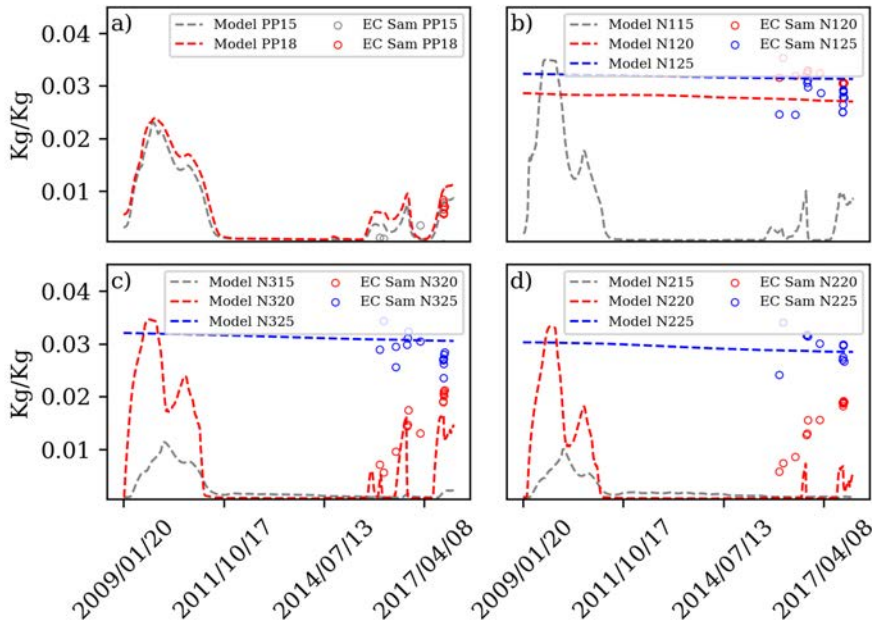 a)
Model PP15
Model PP18
EC Sam PP15
EC Sam PP18
b)
Model N115
Model N120
Model N125
EC Sam N120
EC Sam N125
Kg/Kg
0.04
0.03
0.02
0.01
c)
Model N315
Model N320
Model N325
EC Sam N320
EC Sam N325
d)
Model N215
Model N220
Model N225
EC Sam N220
EC Sam N225
Kg/Kg
0.04
0.03
0.02
0.01
2009/01/20
2011/10/17
2014/07/13
2017/04/08
2009/01/20
2011/10/17
2014/07/13
2017/04/08